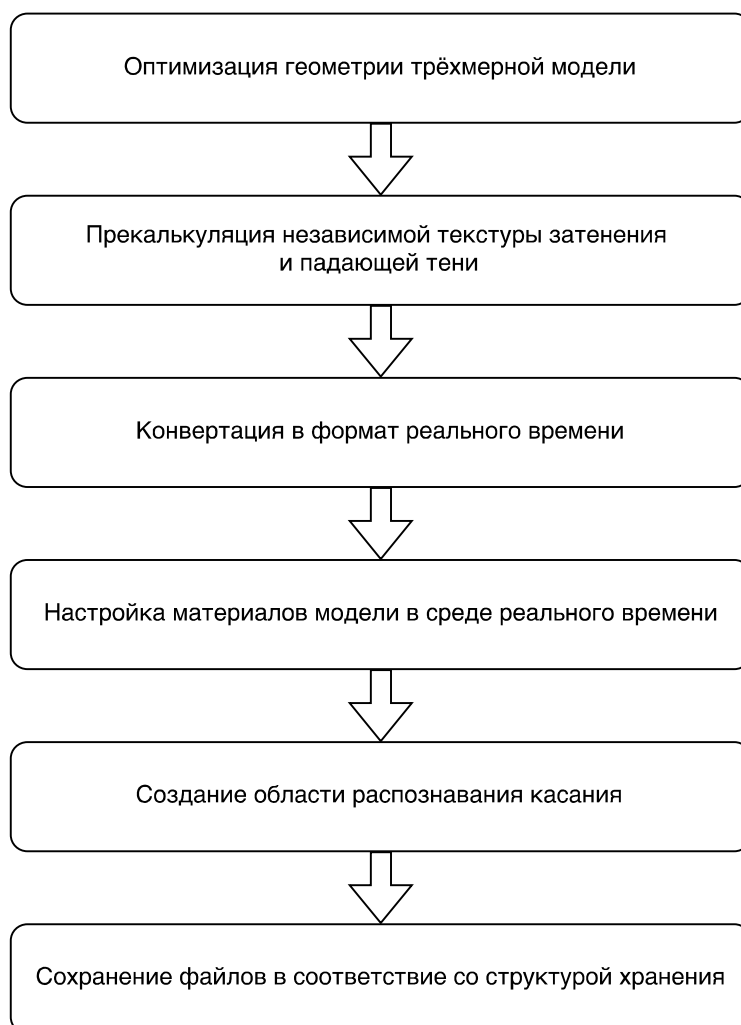 Оптимизация геометрии трёхмерной модели
Прекалькуляция независимой текстуры затенения
и падающей тени
Конвертация в формат реального времени
Настройка материалов модели в среде реального времени
Создание области распознавания касания
Сохранение файлов в соответствие со структурой хранения